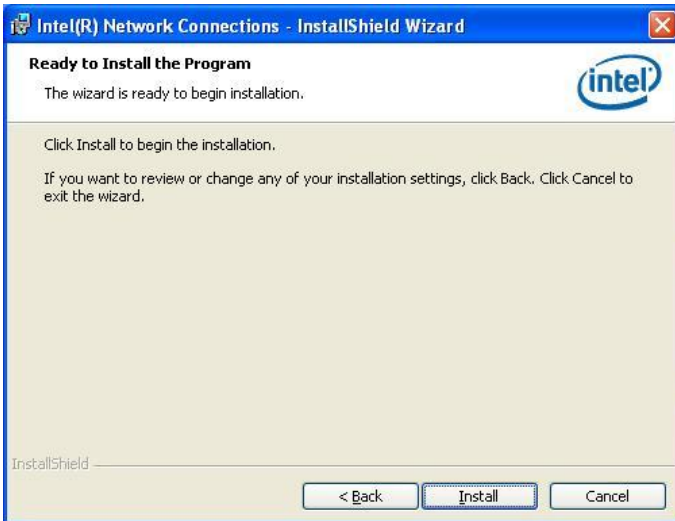 Intel(R) Network Connections - InstallShield Wizard
Ready to Install the Program
The wizard is ready to begin installation.
intel
Click Install to begin the installation.
If you want to review or change any of your installation settings, click Back. Click Cancel to
exit the wizard.
InstallShield
< Back
Install
Cancel